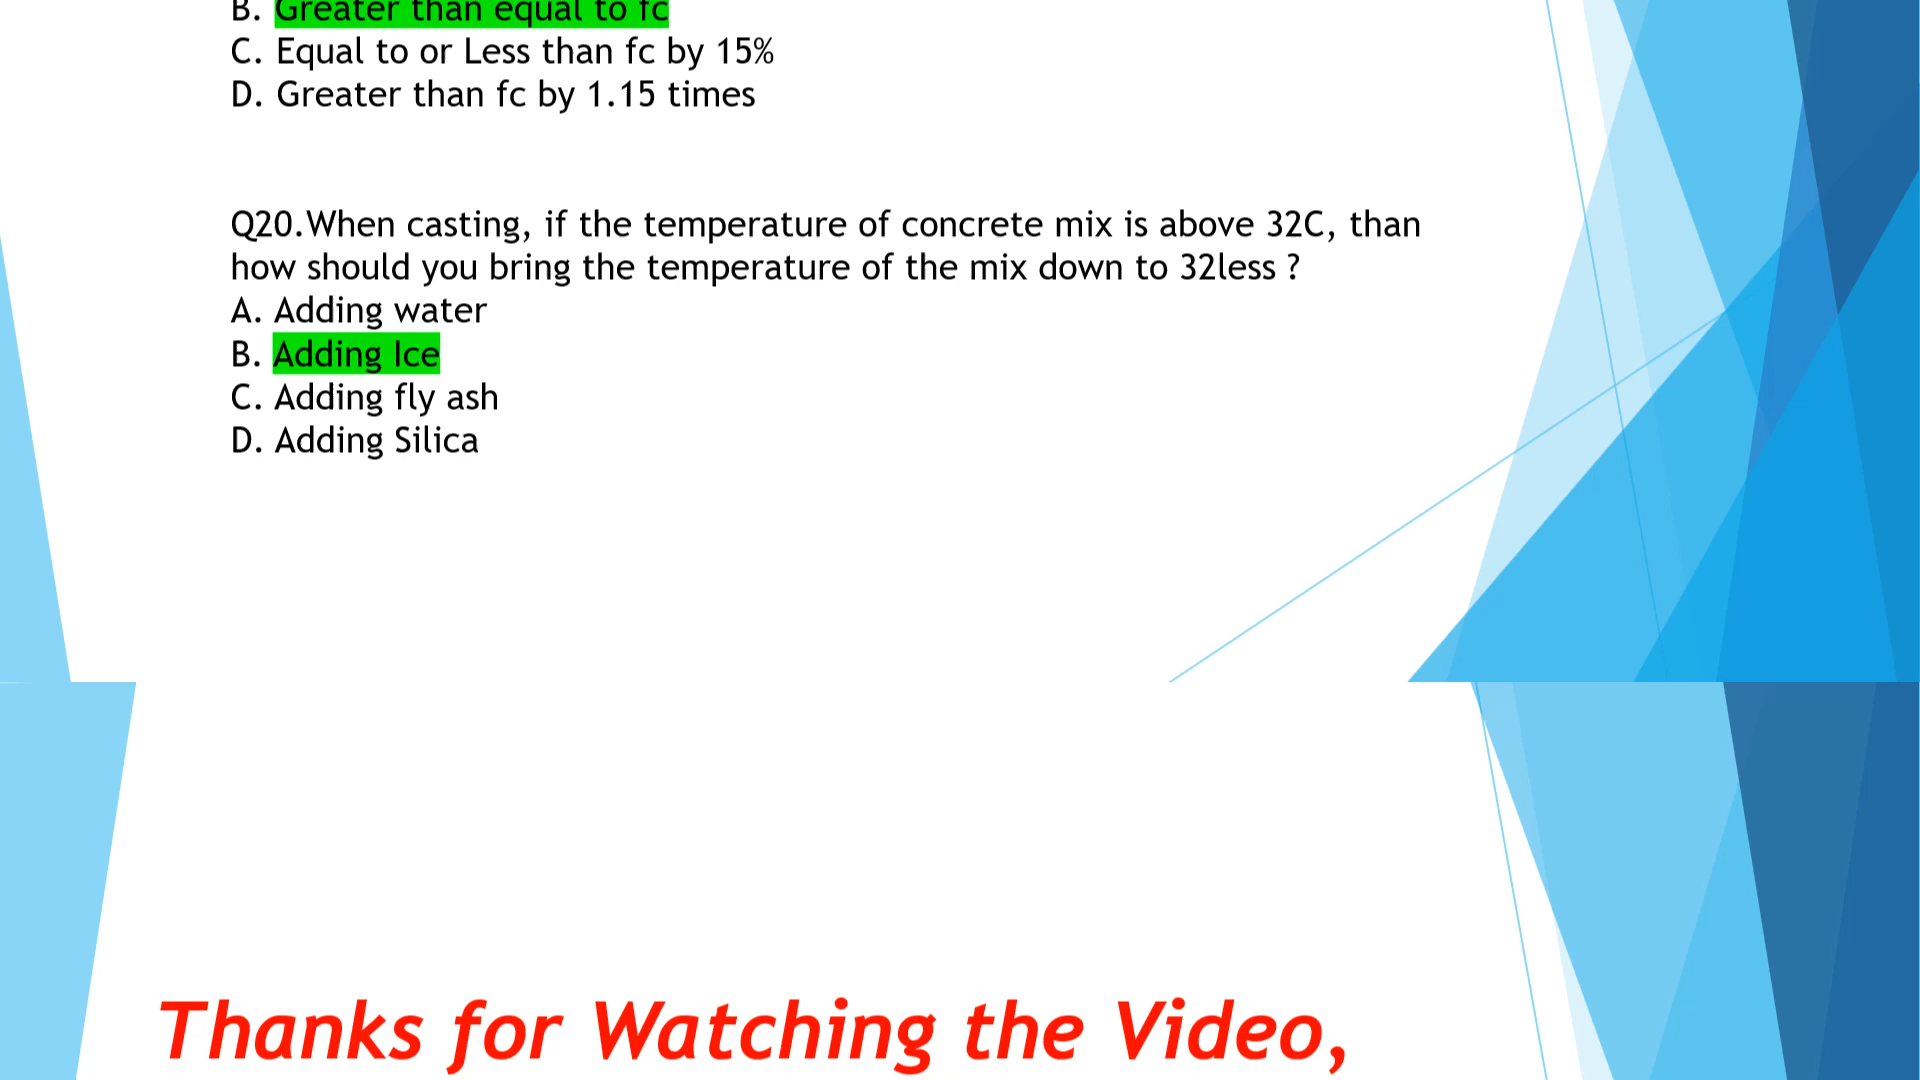 B. Greater than equal to fc
C. Equal to or Less than fc by 15%
D. Greater than fc by 1.15 times
Q20.When casting, if the temperature of concrete mix is above 32C, than
how should you bring the temperature of the mix down to 32less ?
A. Adding water
B. Adding Ice
C. Adding fly ash
D. Adding Silica
Thanks for Watching the Video,